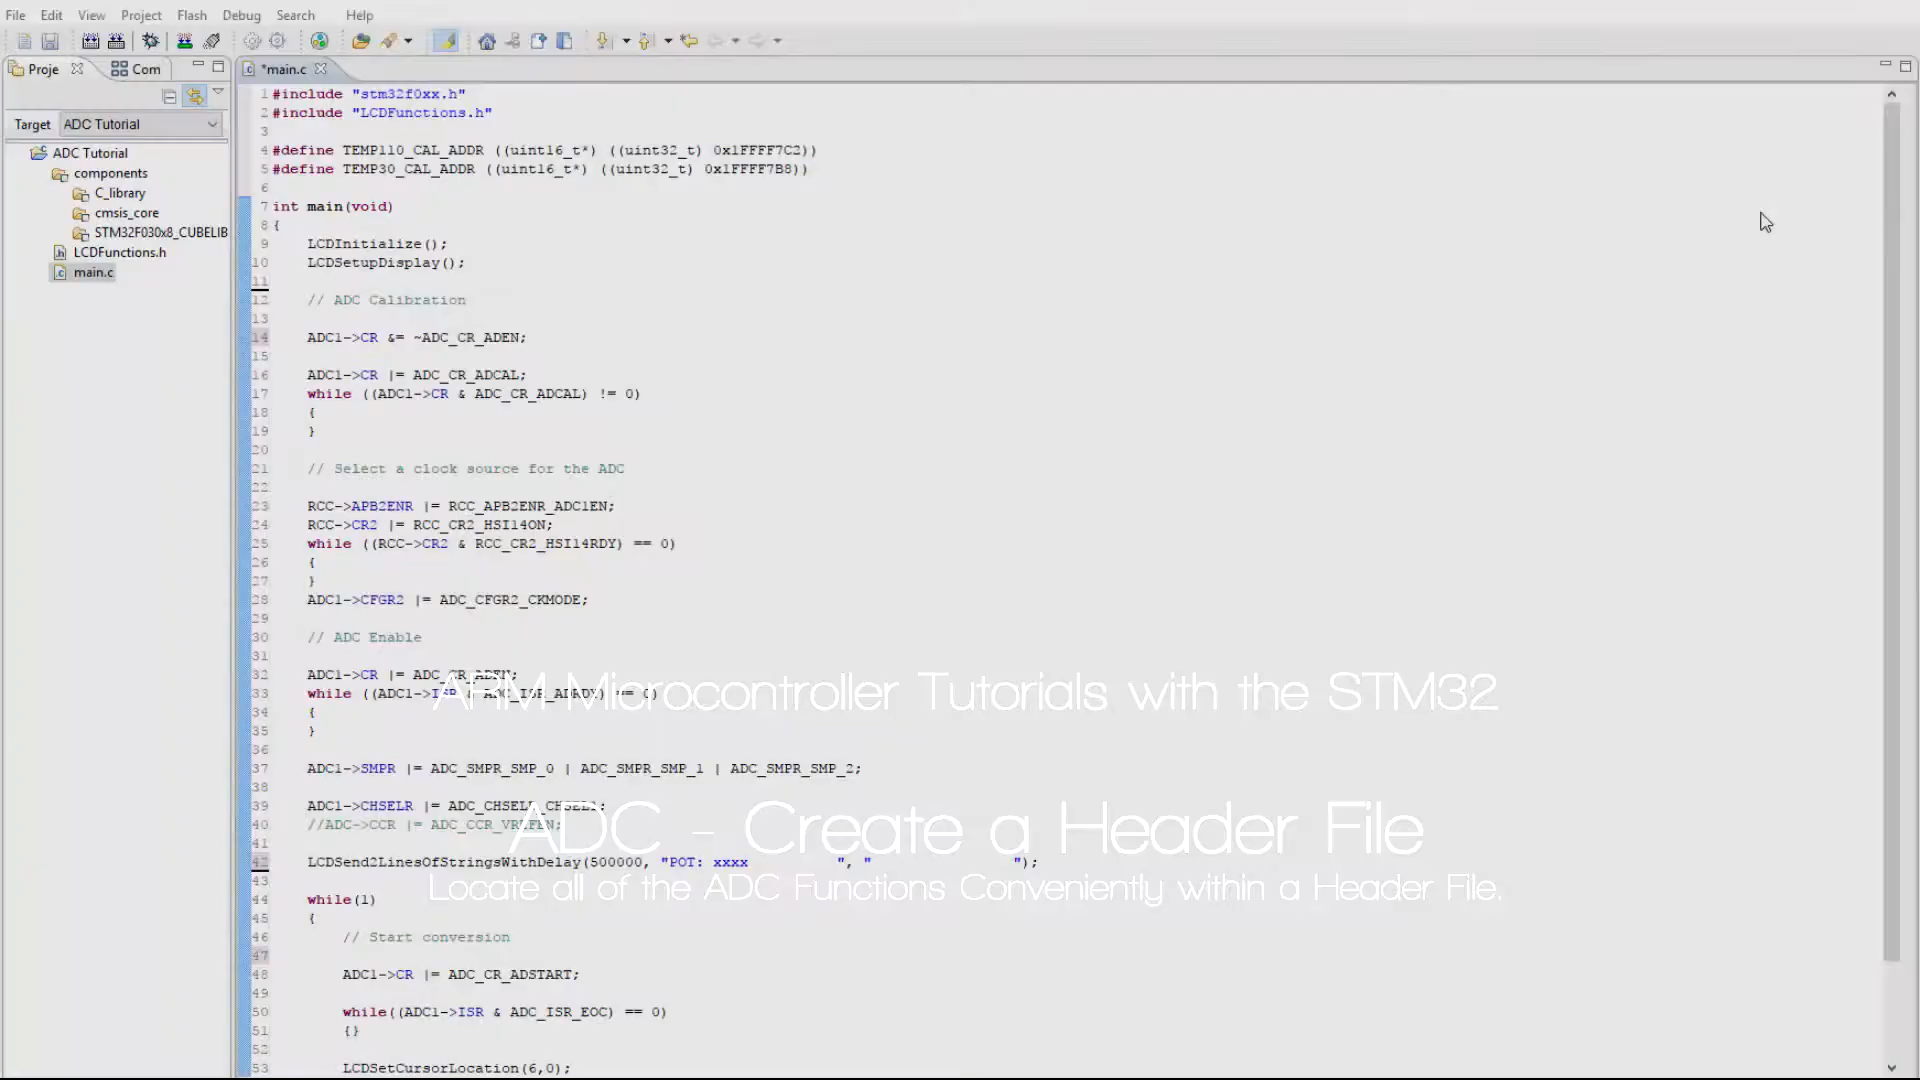 File Edit View Project Flash Debug Search Help
Proje Com
*main.c
Target ADC Tutorial
ADC Tutorial
components
C_library
cmsis_core
STM32F030x8_CUBELIB
LCDFunctions.h
main.c
1 #include "stm32f0xx.h"
2 #include "LCDFunctions.h"
3
4 #define TEMP110_CAL_ADDR ((uint16_t*) ((uint32_t) 0x1FFFF7C2))
5 #define TEMP30_CAL_ADDR ((uint16_t*) ((uint32_t) 0x1FFFF7B8))
6
7 int main(void)
8 {
9 LCDInitialize();
10 LCDSetupDisplay();
11
12 // ADC Calibration
13
14 ADC1->CR &= ~ADC_CR_ADEN;
15
16 ADC1->CR |= ADC_CR_ADCAL;
17 while ((ADC1->CR & ADC_CR_ADCAL) != 0)
18 {
19 }
20
21 // Select a clock source for the ADC
22
23 RCC->APB2ENR |= RCC_APB2ENR_ADC1EN;
24 RCC->CR2 |= RCC_CR2_HSI14ON;
25 while ((RCC->CR2 & RCC_CR2_HSI14RDY) == 0)
26 {
27 }
28 ADC1->CFGR2 |= ADC_CFGR2_CKMODE;
29
30 // ADC Enable
31
32 ADC1->CR |= ADC_CR_ADEN;
33 while ((ADC1->ISR & ADC_ISR_ADRDY) == 0)
34 {
35 }
36
37 ADC1->SMPR |= ADC_SMPR_SMP_0 | ADC_SMPR_SMP_1 | ADC_SMPR_SMP_2;
38
39 ADC1->CHSELR |=
40 //ADC->CCR |= ADC_CCR_VREFEN;
41
42 LCDSend2LinesOfStringsWithDelay(500000, "POT: xxxx ", " ");
43
44 while(1)
45 {
46 // Start conversion
47
48 ADC1->CR |= ADC_CR_ADSTART;
49
50 while((ADC1->ISR & ADC_ISR_EOC) == 0)
51 {}
52
53 LCDSetCursorLocation(6,0);
ARM Microcontroller Tutorials with the STM32
ADC - Create a Header File
Locate all of the ADC Functions Conveniently within a Header File.